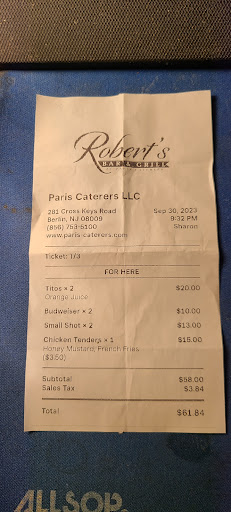 Robert's
BAR & GRILL
Paris Caterers LLC
281 Cross Keys Road
Berlin, NJ 08009
(856) 753-5100
www.paris-caterers.com
Sep 30, 2023
9:32 PM
Sharon
Ticket: 173
FOR HERE
Titos × 2 $20.00
Orange Juice
Budweiser × 2 $10.00
Small Shot × 2 $13.00
Chicken Tenders × 1 $15.00
Honey Mustard, French Fries
($3.50)
Subtotal $58.00
Sales Tax $3.84
Total $61.84
ALLSOP